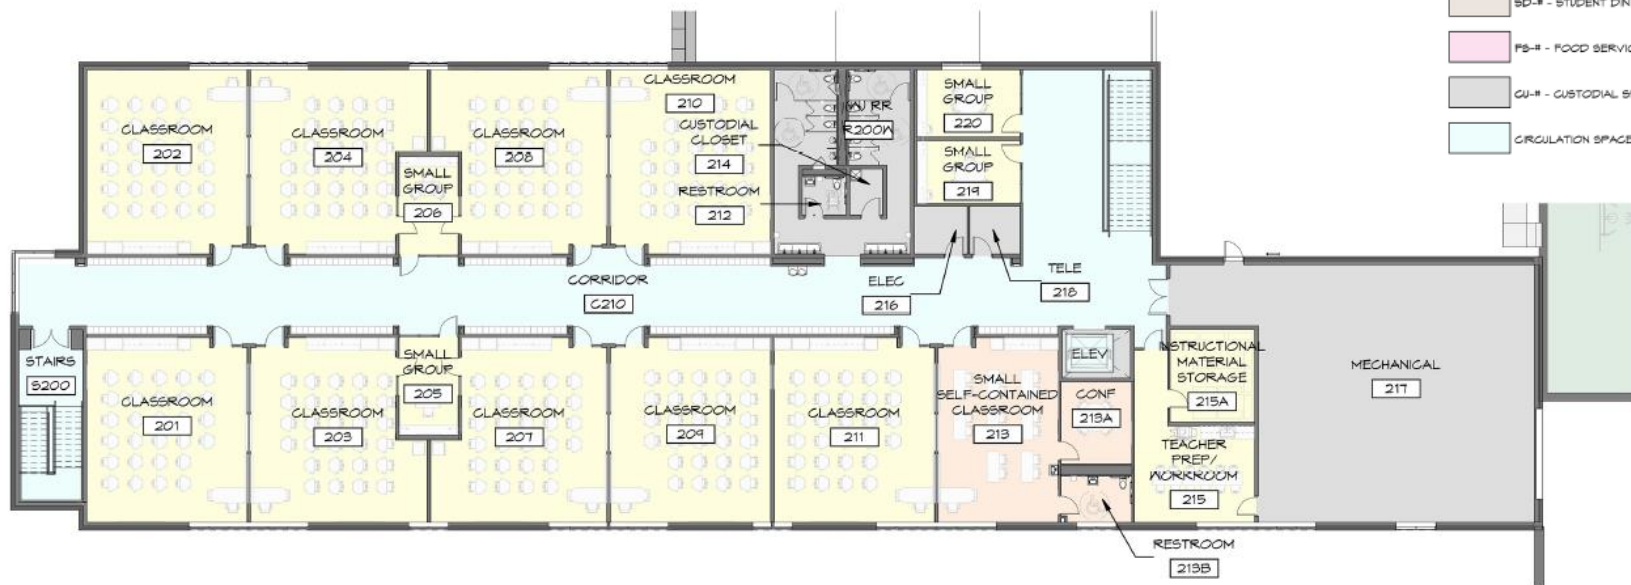 SD-# - STUDENT DIN
FS-# - FOOD SERVIC
CU-# - CUSTODIAL S
CIRCULATION SPACE
CLASSROOM
202
CLASSROOM
204
SMALL
GROUP
206
CLASSROOM
208
CLASSROOM
210
CUSTODIAL
CLOSET
214
RESTROOM
212
RR
R200W
SMALL
GROUP
220
SMALL
GROUP
219
CORRIDOR
C210
ELEC
216
TELE
218
STAIRS
S200
CLASSROOM
201
CLASSROOM
203
SMALL
GROUP
205
CLASSROOM
207
CLASSROOM
209
CLASSROOM
211
SMALL
SELF-CONTAINED
CLASSROOM
213
ELEV
CONF
213A
RESTROOM
213B
NSTRUCTIONAL
MATERIAL
STORAGE
215A
TEACHER
PREP/
WORKROOM
215
MECHANICAL
217